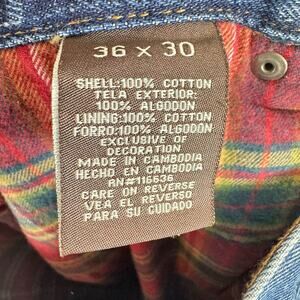 36 x 30
SHELL:100% COTTON
TELA EXTERIOR:
100% ALGODON
LINING:100% COTTON
FORRO:100% ALGODON
EXCLUSIVE OF
DECORATION
MADE IN CAMBODIA
HECHO EN CAMBODIA
RN#116636
CARE ON REVERSE
VEA EL REVERSO
PARA SU CUIDADO